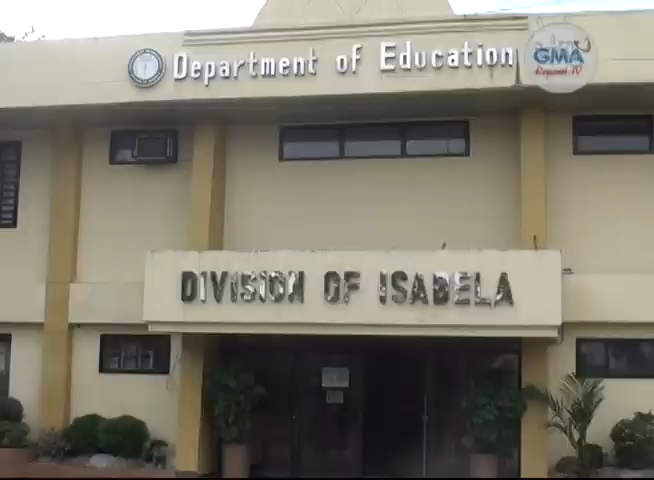 Department of Education
GMA
Regional TV
DIVISION OF ISABELA